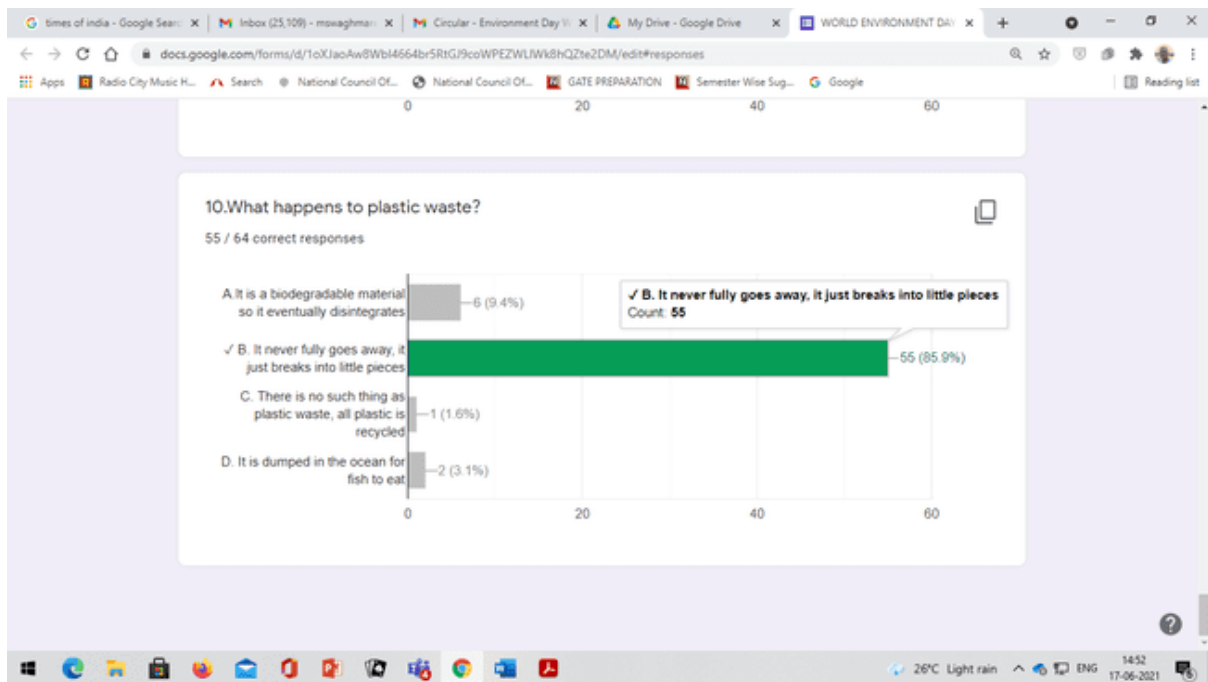 times of india - Google Searc
Inbox (25,109) - mswaghmar
Circular - Environment Day W
My Drive - Google Drive
WORLD ENVIRONMENT DAY
docs.google.com/forms/d/1oXJaoAw8Wbl4664br5RtGJ9coWPEZWLlWk8hQZte2DM/edit#responses
Apps Radio City Music H... Search National Council Of... National Council Of... GATE PREPARATION Semester Wise Sug... Google Reading list
0 20 40 60
10.What happens to plastic waste?
55 / 64 correct responses
A.It is a biodegradable material
so it eventually disintegrates
6 (9.4%)
✓ B. It never fully goes away, it just breaks into little pieces
Count: 55
✓ B. It never fully goes away, it
just breaks into little pieces
55 (85.9%)
C. There is no such thing as
plastic waste, all plastic is
recycled
1 (1.6%)
D. It is dumped in the ocean for
fish to eat
2 (3.1%)
0 20 40 60
26°C Light rain ENG 14:52
17-06-2021